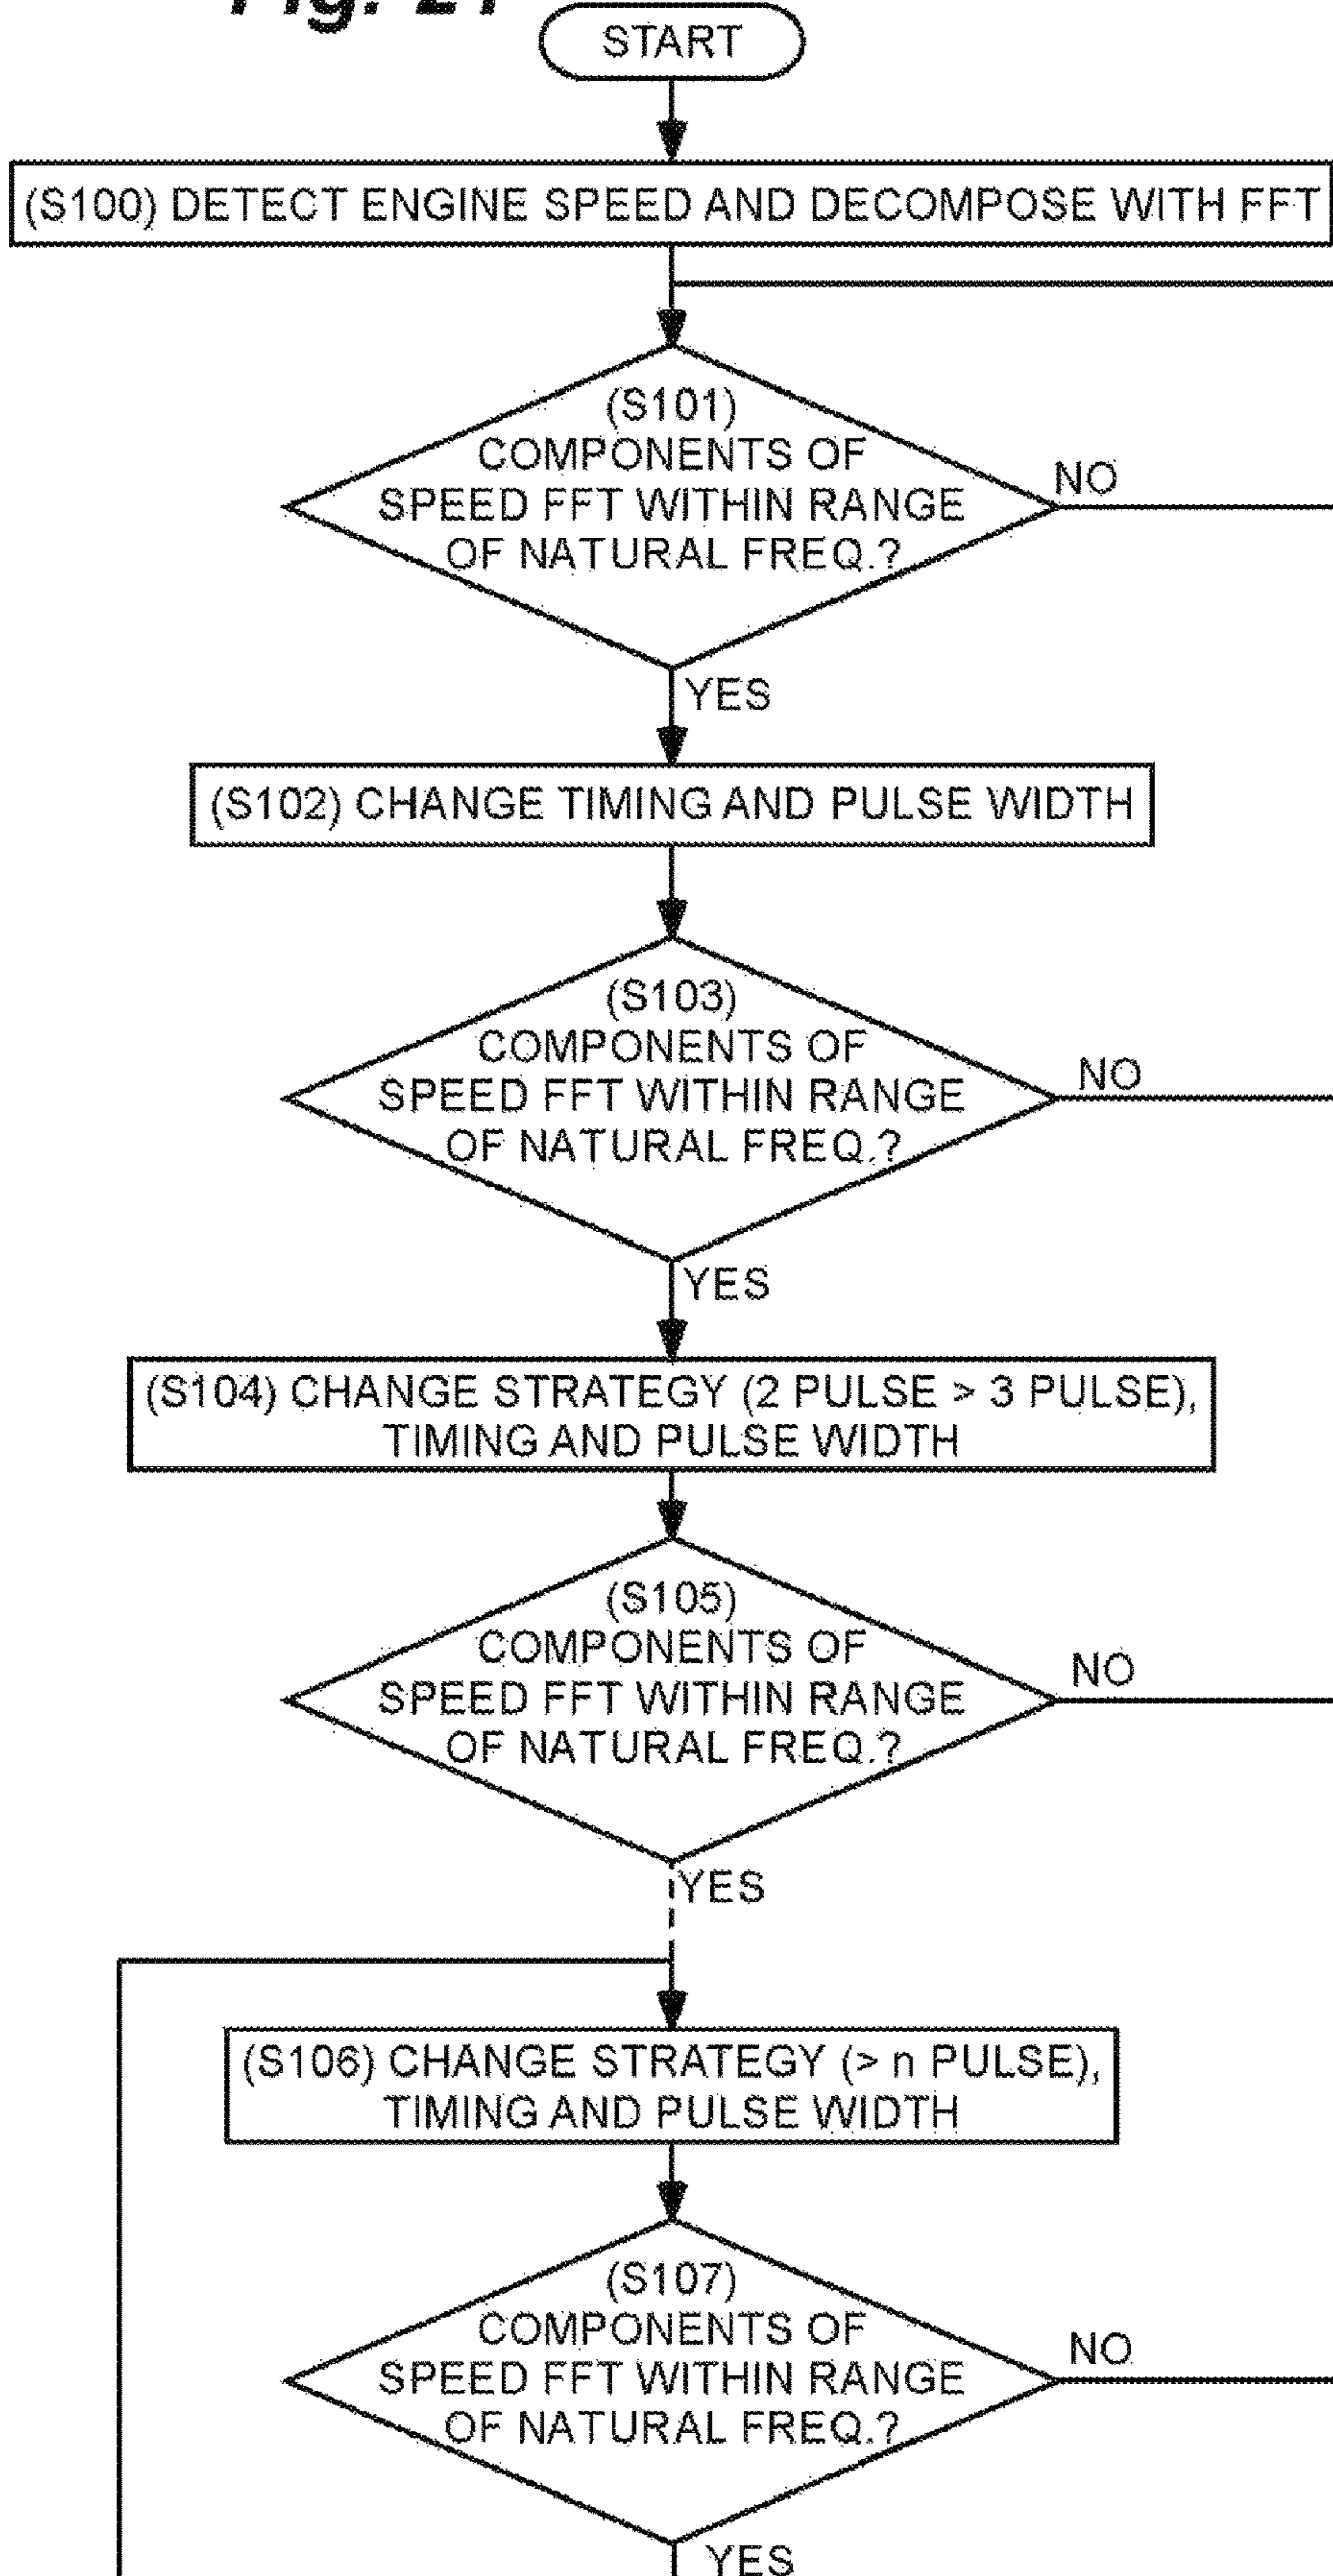 Fig. 21
START
(S100) DETECT ENGINE SPEED AND DECOMPOSE WITH FFT
(S101)
COMPONENTS OF
SPEED FFT WITHIN RANGE
OF NATURAL FREQ.?
NO
YES
(S102) CHANGE TIMING AND PULSE WIDTH
(S103)
COMPONENTS OF
SPEED FFT WITHIN RANGE
OF NATURAL FREQ.?
NO
YES
(S104) CHANGE STRATEGY (2 PULSE > 3 PULSE),
TIMING AND PULSE WIDTH
(S105)
COMPONENTS OF
SPEED FFT WITHIN RANGE
OF NATURAL FREQ.?
NO
YES
(S106) CHANGE STRATEGY (> n PULSE),
TIMING AND PULSE WIDTH
(S107)
COMPONENTS OF
SPEED FFT WITHIN RANGE
OF NATURAL FREQ.?
NO
YES